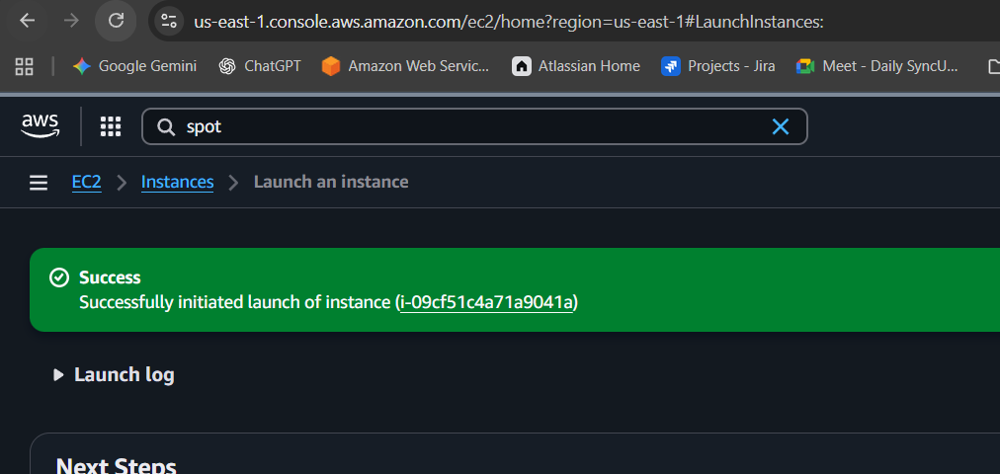 us-east-1.console.aws.amazon.com/ec2/home?region=us-east-1#LaunchInstances:
Google Gemini ChatGPT Amazon Web Servic... Atlassian Home Projects - Jira Meet - Daily SyncU...
aws spot
EC2 Instances Launch an instance
Success
Successfully initiated launch of instance (i-09cf51c4a71a9041a)
Launch log
Next Steps